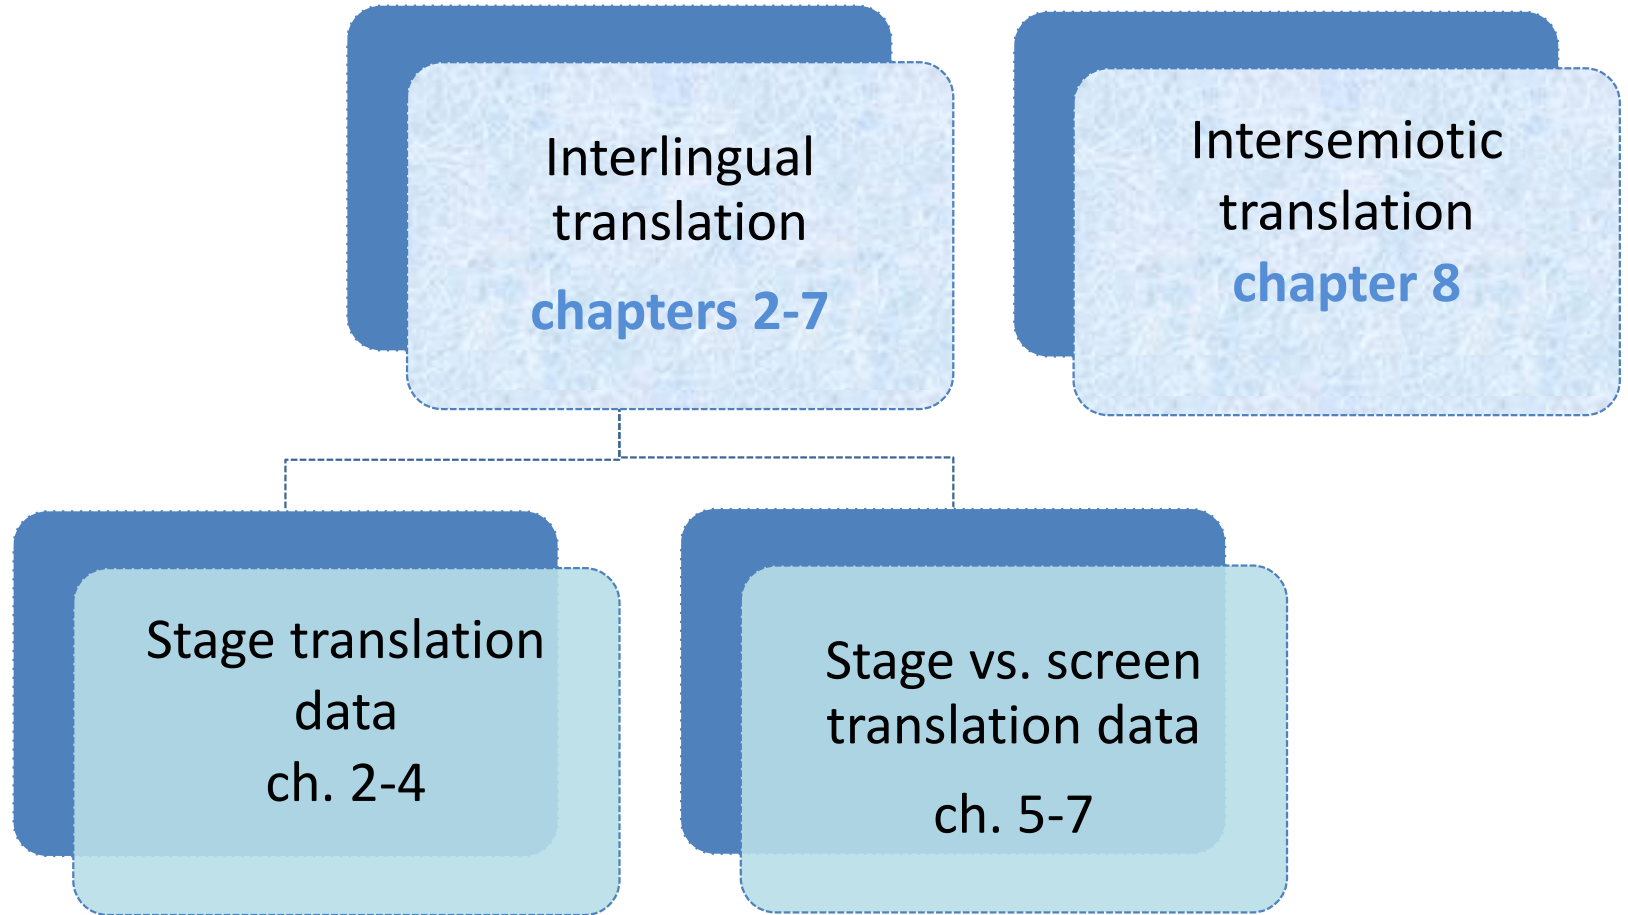 Interlingual
translation
chapters 2-7
Intersemiotic
translation
chapter 8
Stage translation
data
ch. 2-4
Stage vs. screen
translation data
ch. 5-7